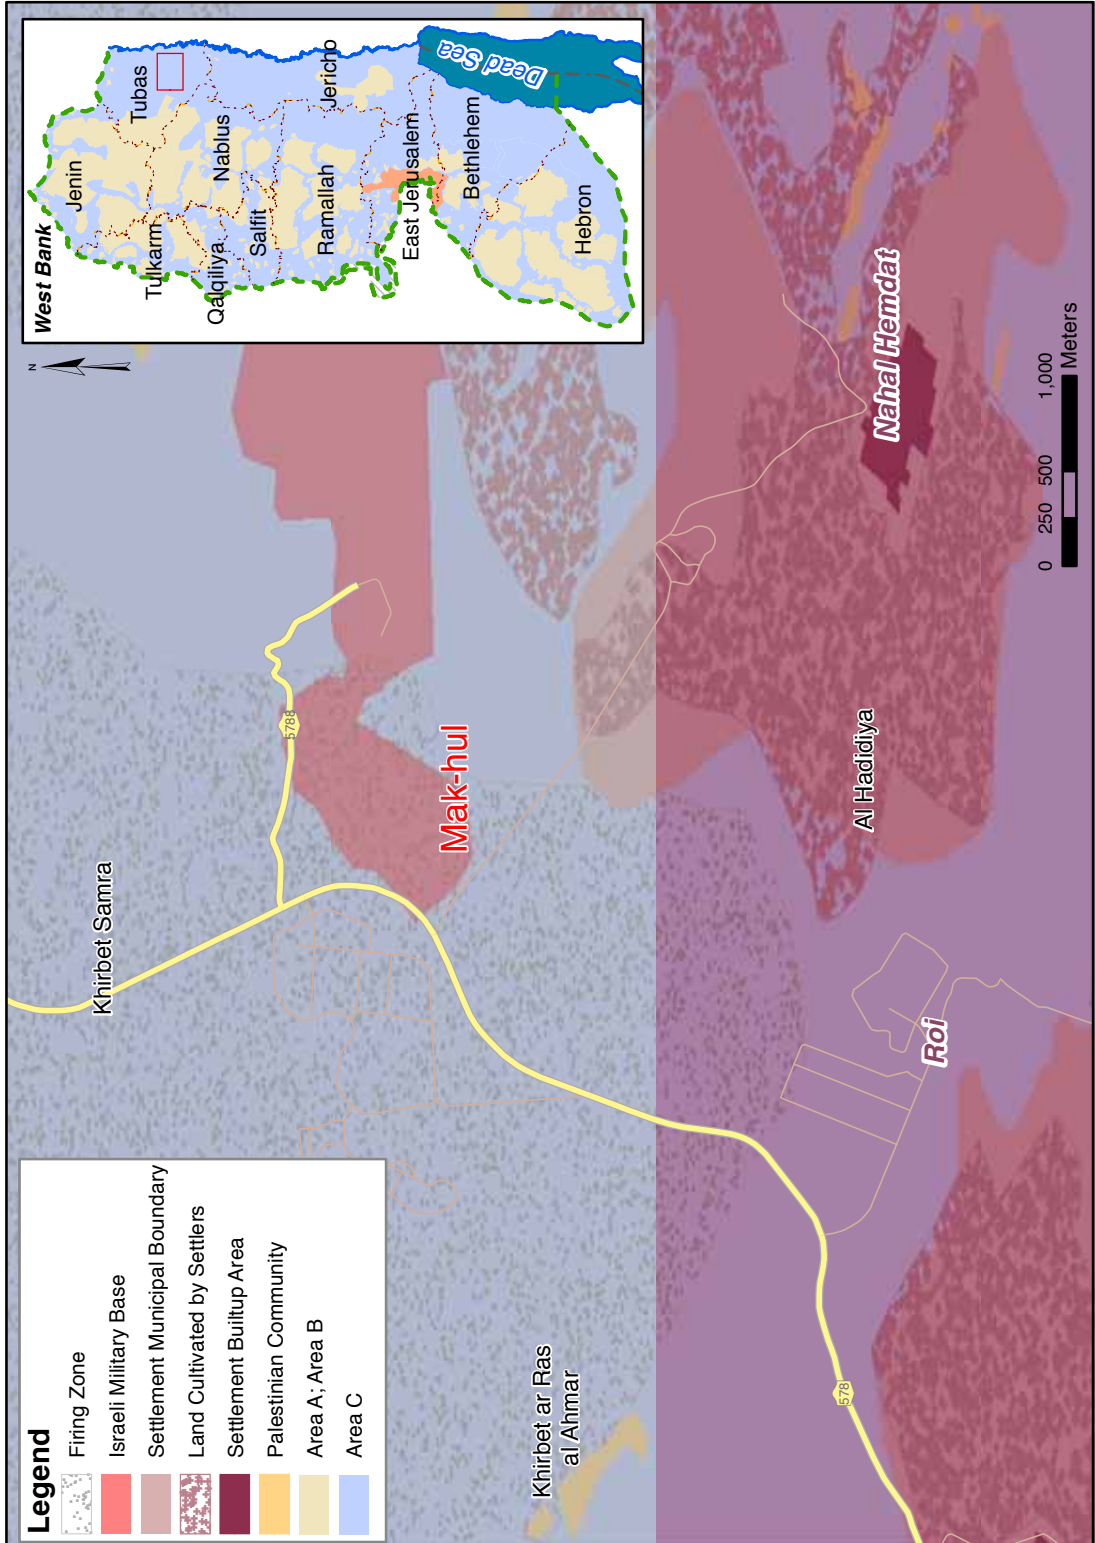 West Bank
Jenin
Tubas
Tulkarm
Nablus
Qalqiliya
Salfit
Jericho
Ramallah
East Jerusalem
Dead Sea
Bethlehem
Hebron
N
Khirbet Samra
5788
Mak-hul
Khirbet ar Ras
al Ahmar
Al Hadidiya
Nahal Hemdat
Roi
578
0 250 500 1,000
Meters
Legend
Firing Zone
Israeli Military Base
Settlement Municipal Boundary
Land Cultivated by Settlers
Settlement Builtup Area
Palestinian Community
Area A; Area B
Area C